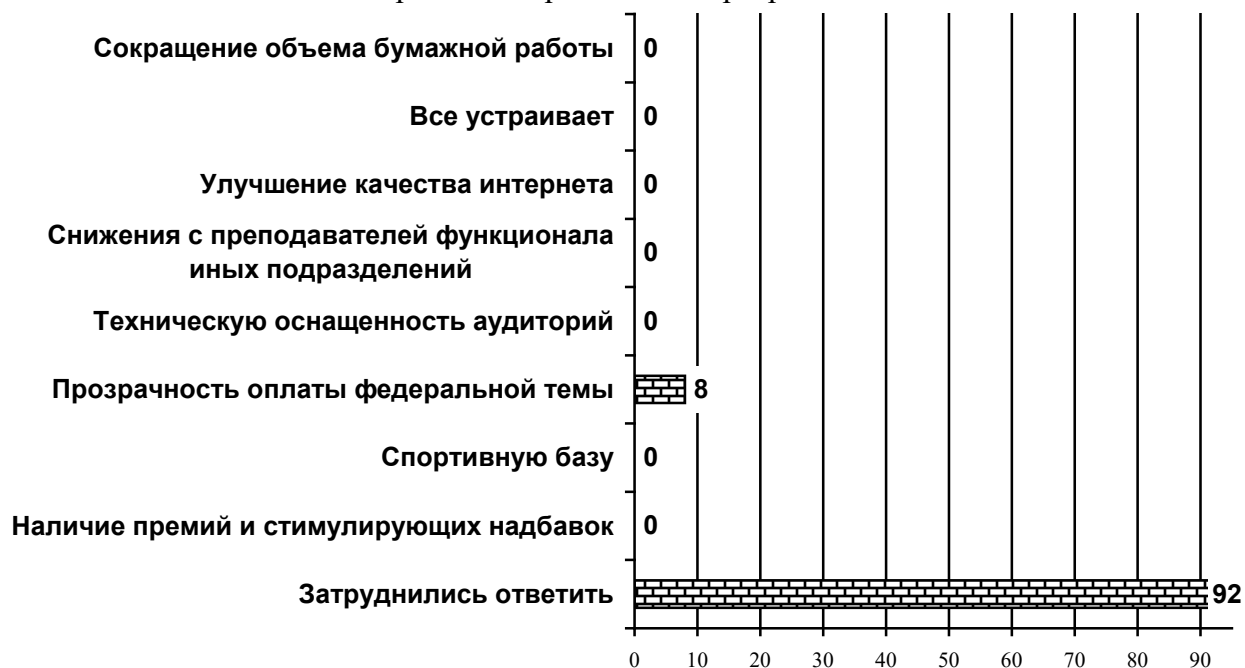 Сокращение объема бумажной работы 0
Все устраивает 0
Улучшение качества интернета 0
Снижения с преподавателей функционала
иных подразделений 0
Техническую оснащенность аудиторий 0
Прозрачность оплаты федеральной темы 8
Спортивную базу 0
Наличие премий и стимулирующих надбавок 0
Затруднились ответить 92
0 10 20 30 40 50 60 70 80 90